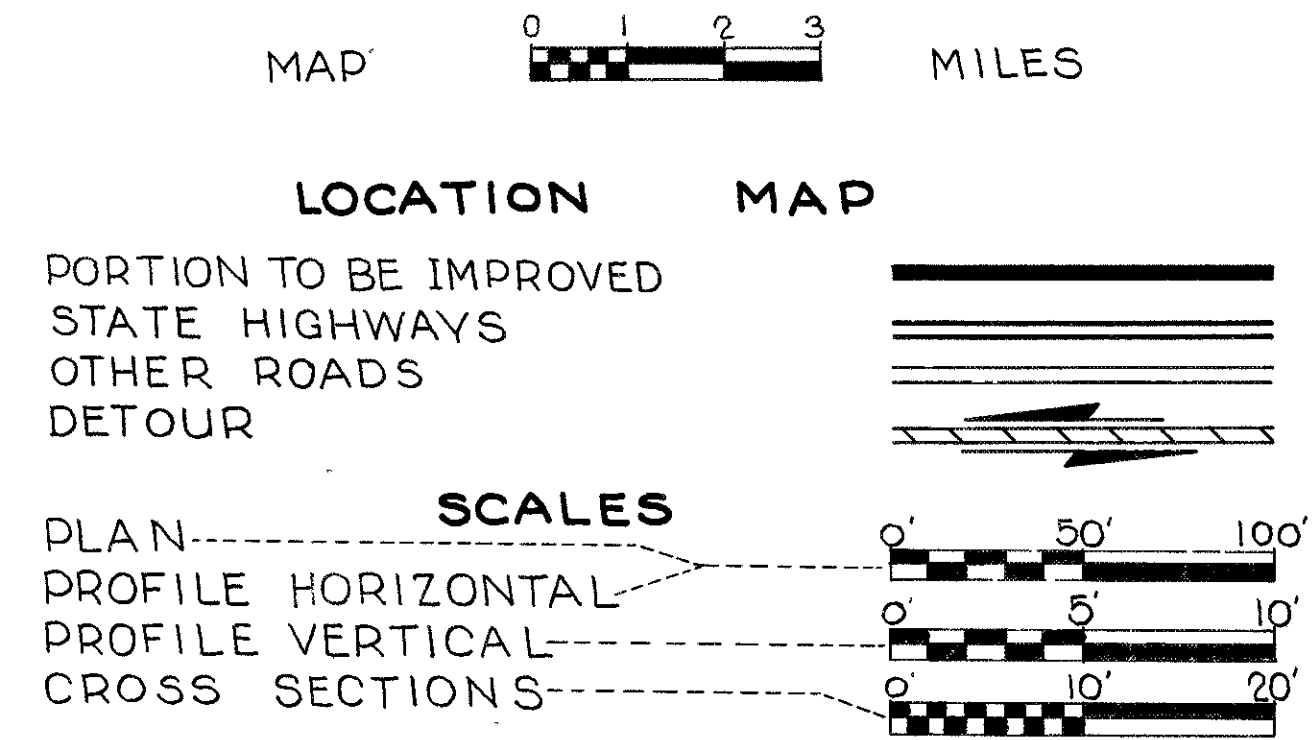 0 1 2 3
MAP MILES
LOCATION MAP
PORTION TO BE IMPROVED
STATE HIGHWAYS
OTHER ROADS
DETOUR
SCALES
PLAN 0' 50' 100'
PROFILE HORIZONTAL
PROFILE VERTICAL 0' 5' 10'
CROSS SECTIONS 0' 10' 20'